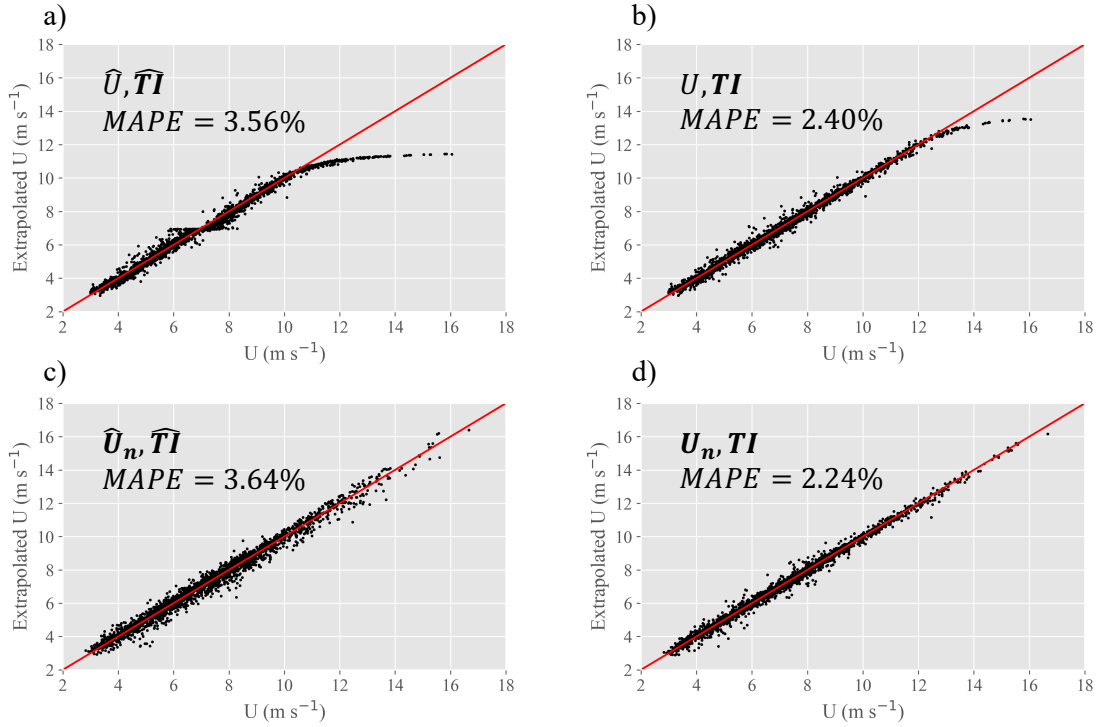 a)
18
16
14
12
10
8
6
4
2
Extrapolated U (m s⁻¹)
Û, \widehat{TI}
MAPE = 3.56%
2 4 6 8 10 12 14 16 18
U (m s⁻¹)
b)
18
16
14
12
10
8
6
4
2
Extrapolated U (m s⁻¹)
U, TI
MAPE = 2.40%
2 4 6 8 10 12 14 16 18
U (m s⁻¹)
c)
18
16
14
12
10
8
6
4
2
Extrapolated U (m s⁻¹)
Ûₙ, \widehat{TI}
MAPE = 3.64%
2 4 6 8 10 12 14 16 18
U (m s⁻¹)
d)
18
16
14
12
10
8
6
4
2
Extrapolated U (m s⁻¹)
Uₙ, TI
MAPE = 2.24%
2 4 6 8 10 12 14 16 18
U (m s⁻¹)